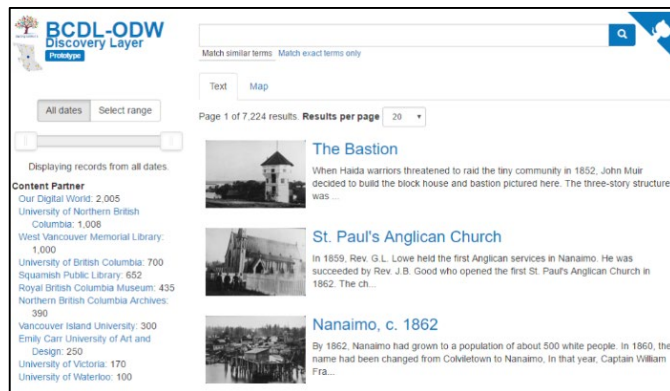 BCDL-ODW
Discovery Layer
Prototype
Match similar terms Match exact terms only
All dates Select range
Displaying records from all dates.
Content Partner
Our Digital World: 2,005
University of Northern British
Columbia: 1,008
West Vancouver Memorial Library:
1,000
University of British Columbia: 700
Squamish Public Library: 652
Royal British Columbia Museum: 435
Northern British Columbia Archives:
390
Vancouver Island University: 300
Emily Carr University of Art and
Design: 250
University of Victoria: 170
University of Waterloo: 100
Text Map
Page 1 of 7,224 results. Results per page 20
The Bastion
When Haida warriors threatened to raid the tiny community in 1852, John Muir
decided to build the block house and bastion pictured here. The three-story structure
was ...
St. Paul's Anglican Church
In 1859, Rev. G.L. Lowe held the first Anglican services in Nanaimo. He was
succeeded by Rev. J.B. Good who opened the first St. Paul's Anglican Church in
1862. The ch...
Nanaimo, c. 1862
By 1862, Nanaimo had grown to a population of about 500 white people. In 1860, the
name had been changed from Colviletown to Nanaimo, In that year, Captain William
Fra...